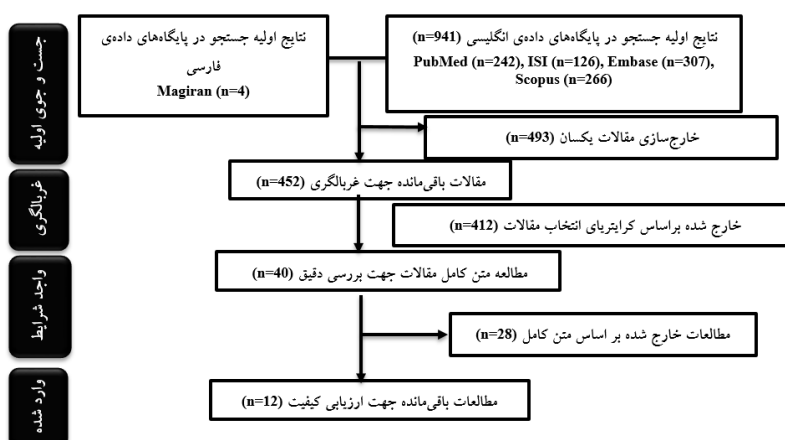 جست و جوی اولیه
نتایج اولیه جستجو در پایگاه‌های داده‌ی انگلیسی (n=941)
PubMed (n=242), ISI (n=126), Embase (n=307),
Scopus (n=266)
نتایج اولیه جستجو در پایگاه‌های داده‌ی
فارسی
Magiran (n=4)
خارج‌سازی مقالات یکسان (n=493)
غربالگری
مقالات باقی‌مانده جهت غربالگری (n=452)
خارج شده براساس کرایتریای انتخاب مقالات (n=412)
واجد شرایط
مطالعه متن کامل مقالات جهت بررسی دقیق (n=40)
مطالعات خارج شده بر اساس متن کامل (n=28)
وارد شده
مطالعات باقی‌مانده جهت ارزیابی کیفیت (n=12)